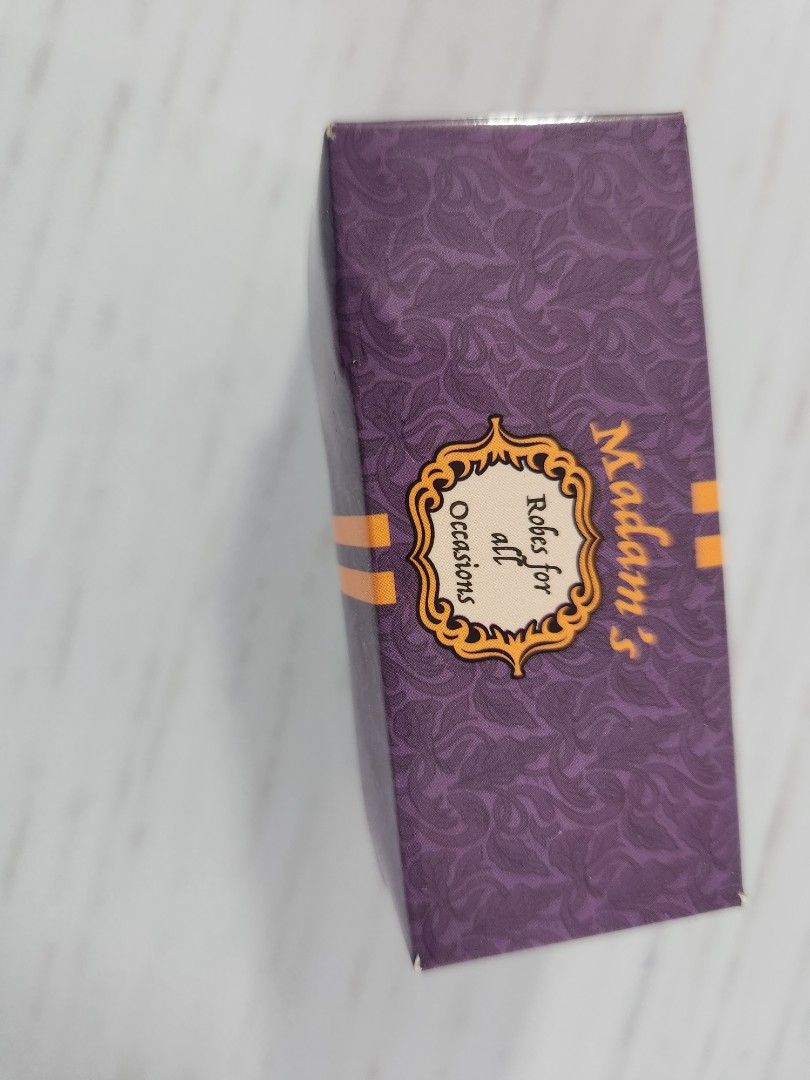 Madam's
Robes for
all
Occasions